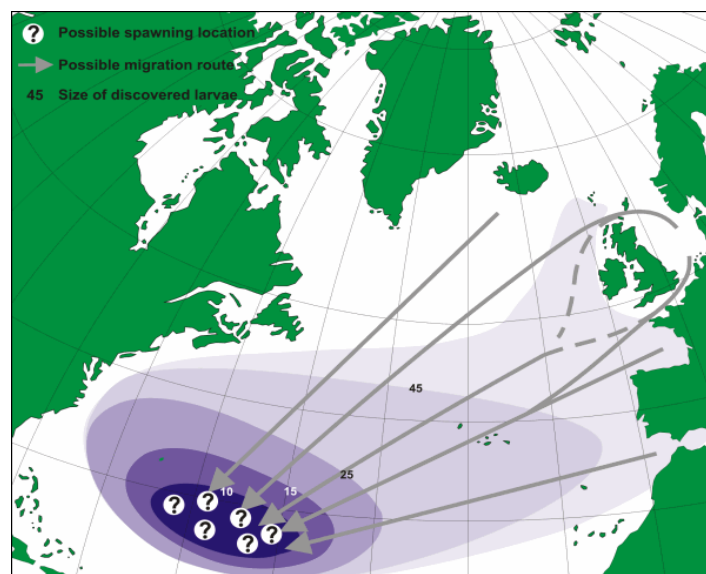 ? Possible spawning location
Possible migration route
45 Size of discovered larvae
45
25
10 15
? ?
?
? ?
?